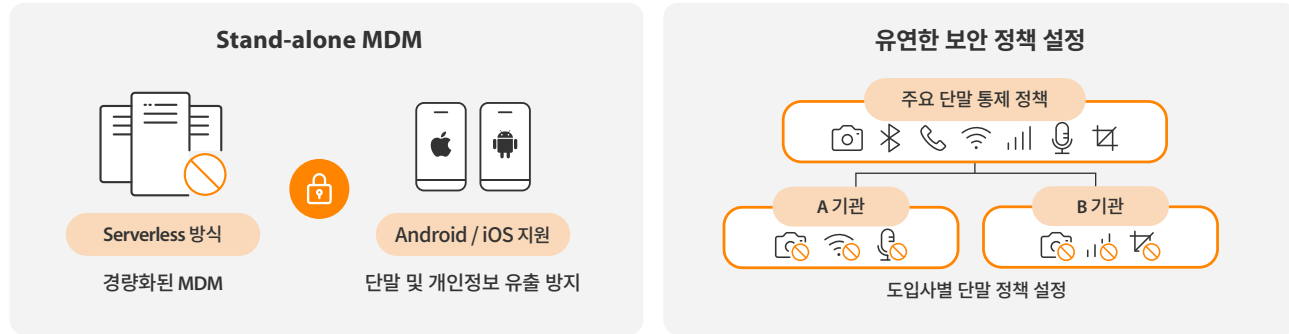 Stand-alone MDM
Serverless 방식
경량화된 MDM
Android / iOS 지원
단말 및 개인정보 유출 방지
유연한 보안 정책 설정
주요 단말 통제 정책
A 기관
B 기관
도입사별 단말 정책 설정